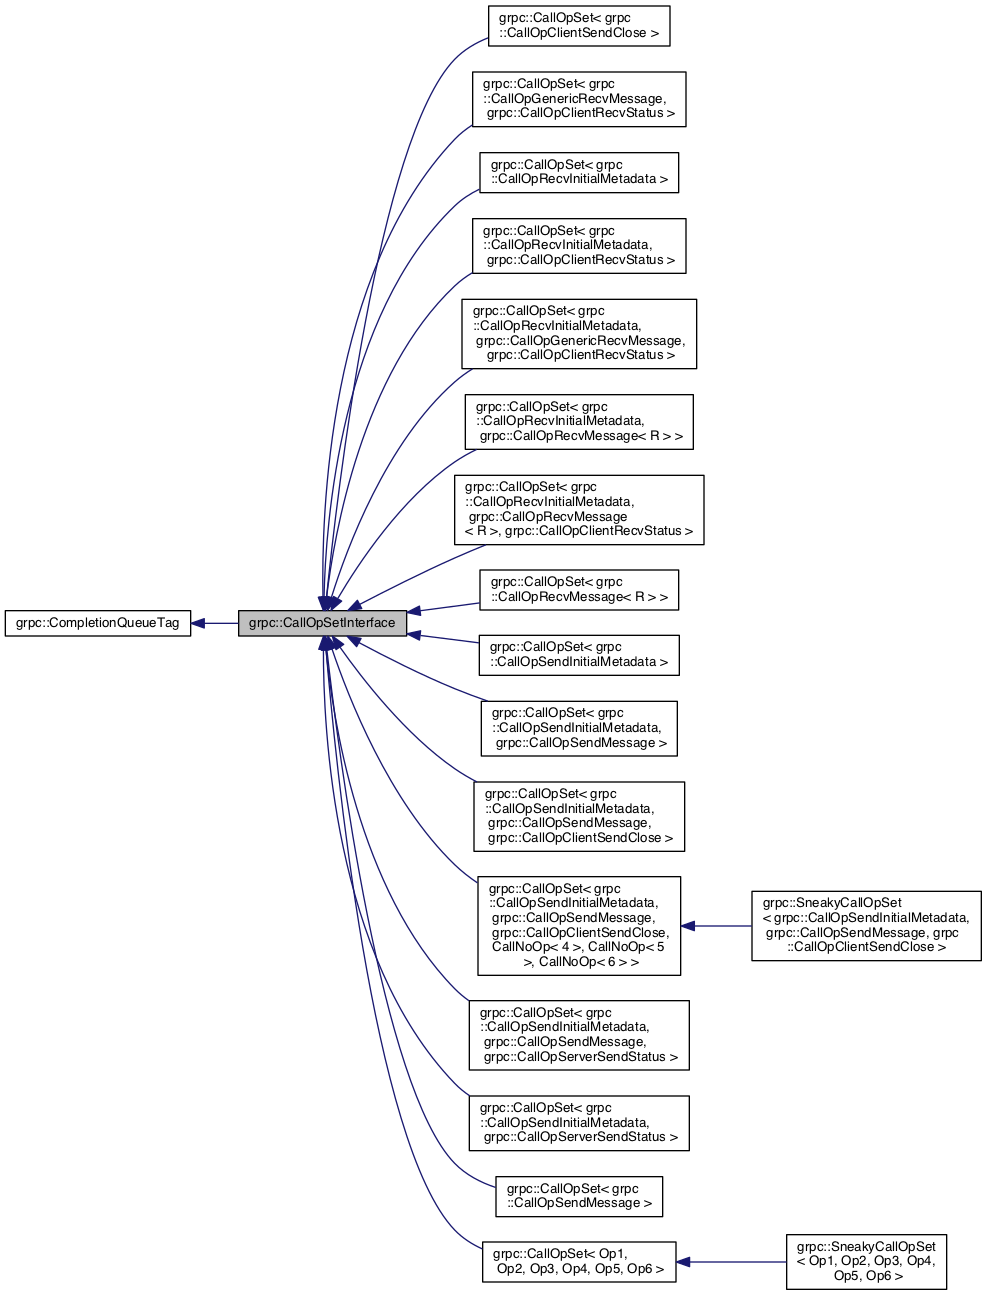 grpc::CallOpSet< grpc
::CallOpClientSendClose >
grpc::CallOpSet< grpc
::CallOpGenericRecvMessage,
grpc::CallOpClientRecvStatus >
grpc::CallOpSet< grpc
::CallOpRecvInitialMetadata >
grpc::CallOpSet< grpc
::CallOpRecvInitialMetadata,
grpc::CallOpClientRecvStatus >
grpc::CallOpSet< grpc
::CallOpRecvInitialMetadata,
grpc::CallOpGenericRecvMessage,
grpc::CallOpClientRecvStatus >
grpc::CallOpSet< grpc
::CallOpRecvInitialMetadata,
grpc::CallOpRecvMessage< R > >
grpc::CallOpSet< grpc
::CallOpRecvInitialMetadata,
grpc::CallOpRecvMessage
< R >, grpc::CallOpClientRecvStatus >
grpc::CallOpSet< grpc
::CallOpRecvMessage< R > >
grpc::CompletionQueueTag
grpc::CallOpSetInterface
grpc::CallOpSet< grpc
::CallOpSendInitialMetadata >
grpc::CallOpSet< grpc
::CallOpSendInitialMetadata,
grpc::CallOpSendMessage >
grpc::CallOpSet< grpc
::CallOpSendInitialMetadata,
grpc::CallOpSendMessage,
grpc::CallOpClientSendClose >
grpc::CallOpSet< grpc
::CallOpSendInitialMetadata,
grpc::CallOpSendMessage,
grpc::CallOpClientSendClose,
CallNoOp< 4 >, CallNoOp< 5
>, CallNoOp< 6 > >
grpc::SneakyCallOpSet
< grpc::CallOpSendInitialMetadata,
grpc::CallOpSendMessage, grpc
::CallOpClientSendClose >
grpc::CallOpSet< grpc
::CallOpSendInitialMetadata,
grpc::CallOpSendMessage,
grpc::CallOpServerSendStatus >
grpc::CallOpSet< grpc
::CallOpSendInitialMetadata,
grpc::CallOpServerSendStatus >
grpc::CallOpSet< grpc
::CallOpSendMessage >
grpc::CallOpSet< Op1,
Op2, Op3, Op4, Op5, Op6 >
grpc::SneakyCallOpSet
< Op1, Op2, Op3, Op4,
Op5, Op6 >